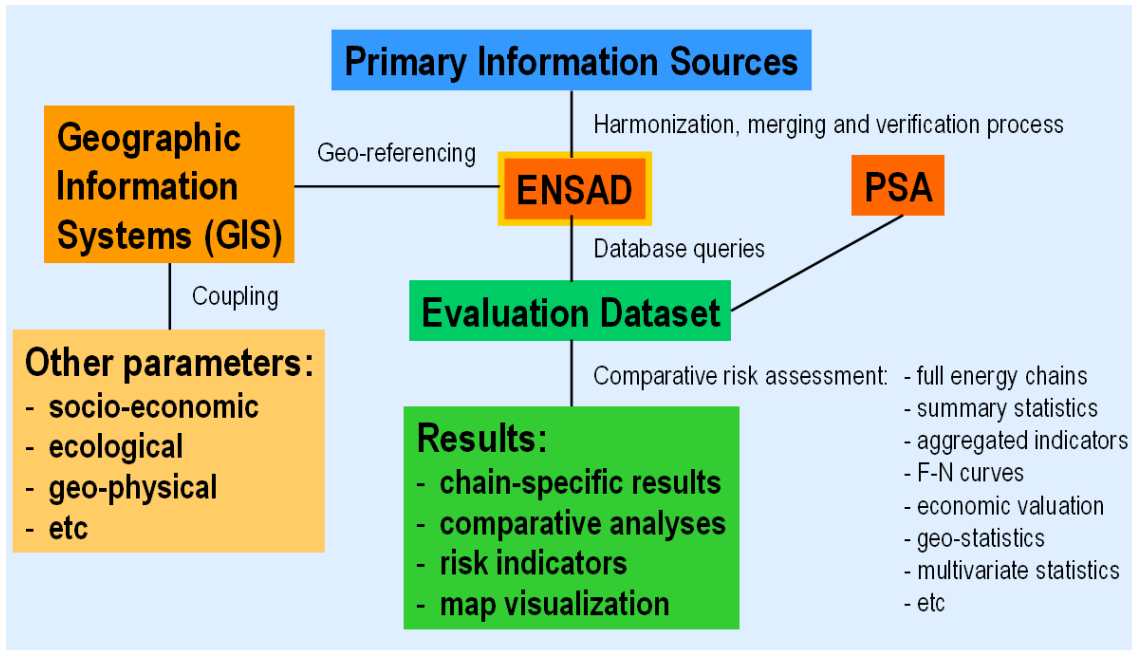 Primary Information Sources
Harmonization, merging and verification process
Geographic
Information
Systems (GIS)
Geo-referencing
ENSAD
PSA
Database queries
Coupling
Evaluation Dataset
Other parameters:
- socio-economic
- ecological
- geo-physical
- etc
Comparative risk assessment: - full energy chains
- summary statistics
- aggregated indicators
- F-N curves
- economic valuation
- geo-statistics
- multivariate statistics
- etc
Results:
- chain-specific results
- comparative analyses
- risk indicators
- map visualization